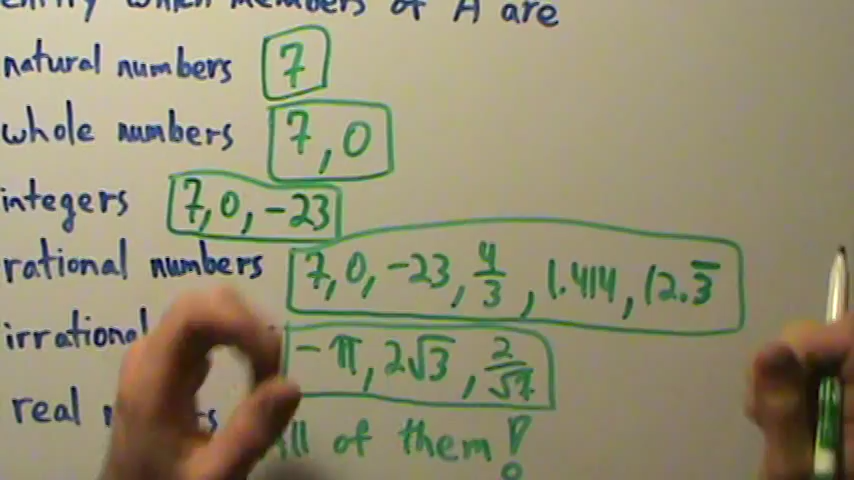 which members of A are
natural numbers 7
whole numbers 7, 0
integers 7, 0, -23
rational numbers 7, 0, -23, 4/3, 1.414, 12.3̅
irrational -π, 2√3, 2/√7
real of them!